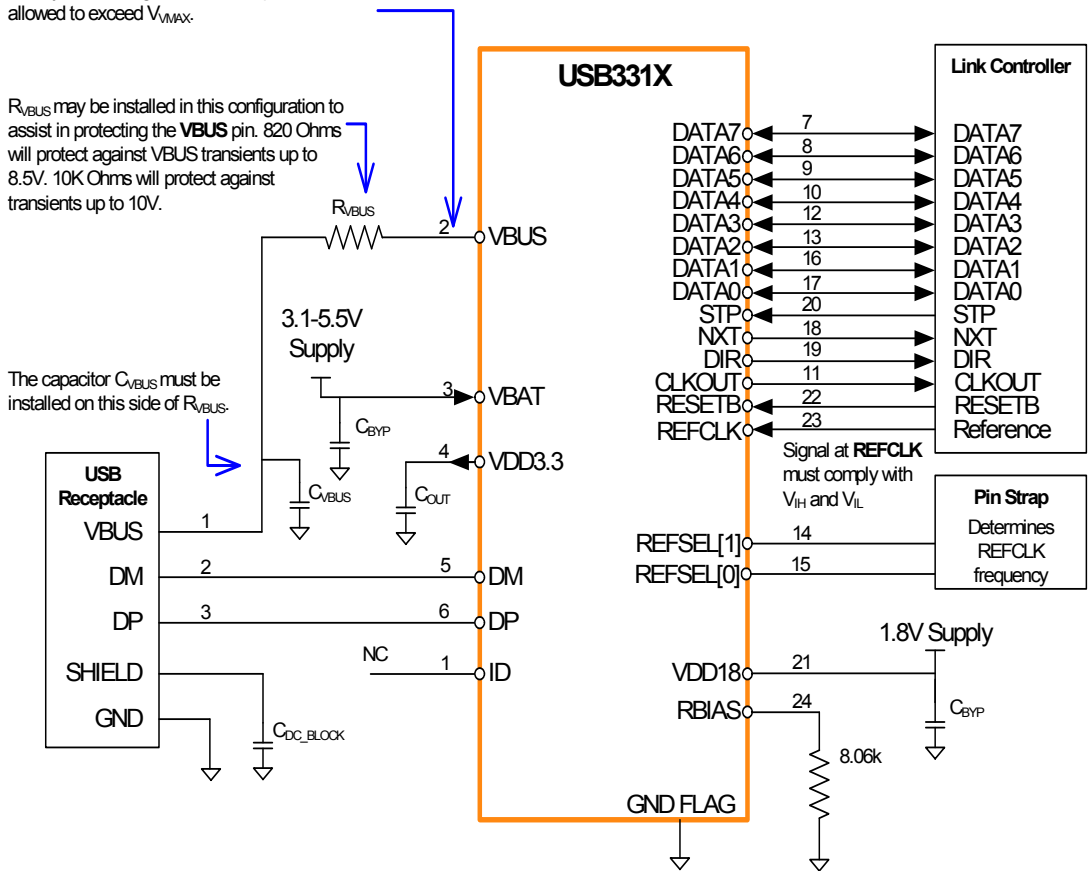 allowed to exceed VVMAX.
RVBUS may be installed in this configuration to
assist in protecting the VBUS pin. 820 Ohms
will protect against VBUS transients up to
8.5V. 10K Ohms will protect against
transients up to 10V.
RVBUS
2
VBUS
3.1-5.5V
Supply
The capacitor CVBUS must be
installed on this side of RVBUS.
3
VBAT
CBYP
4
VDD3.3
COUT
CVBUS
USB
Receptacle
VBUS
1
DM
2
5
DM
DP
3
6
DP
SHIELD
NC
1
ID
GND
CDC_BLOCK
USB331X
Link Controller
DATA7 7 DATA7
DATA6 8 DATA6
DATA5 9 DATA5
DATA4 10 DATA4
DATA3 12 DATA3
DATA2 13 DATA2
DATA1 16 DATA1
DATA0 17 DATA0
STP 20 STP
NXT 18 NXT
DIR 19 DIR
CLKOUT 11 CLKOUT
RESETB 22 RESETB
REFCLK 23 Reference
Signal at REFCLK
must comply with
VIH and VIL
Pin Strap
Determines
REFCLK
frequency
REFSEL[1] 14
REFSEL[0] 15
1.8V Supply
VDD18 21
RBIAS 24
CBYP
8.06k
GND FLAG